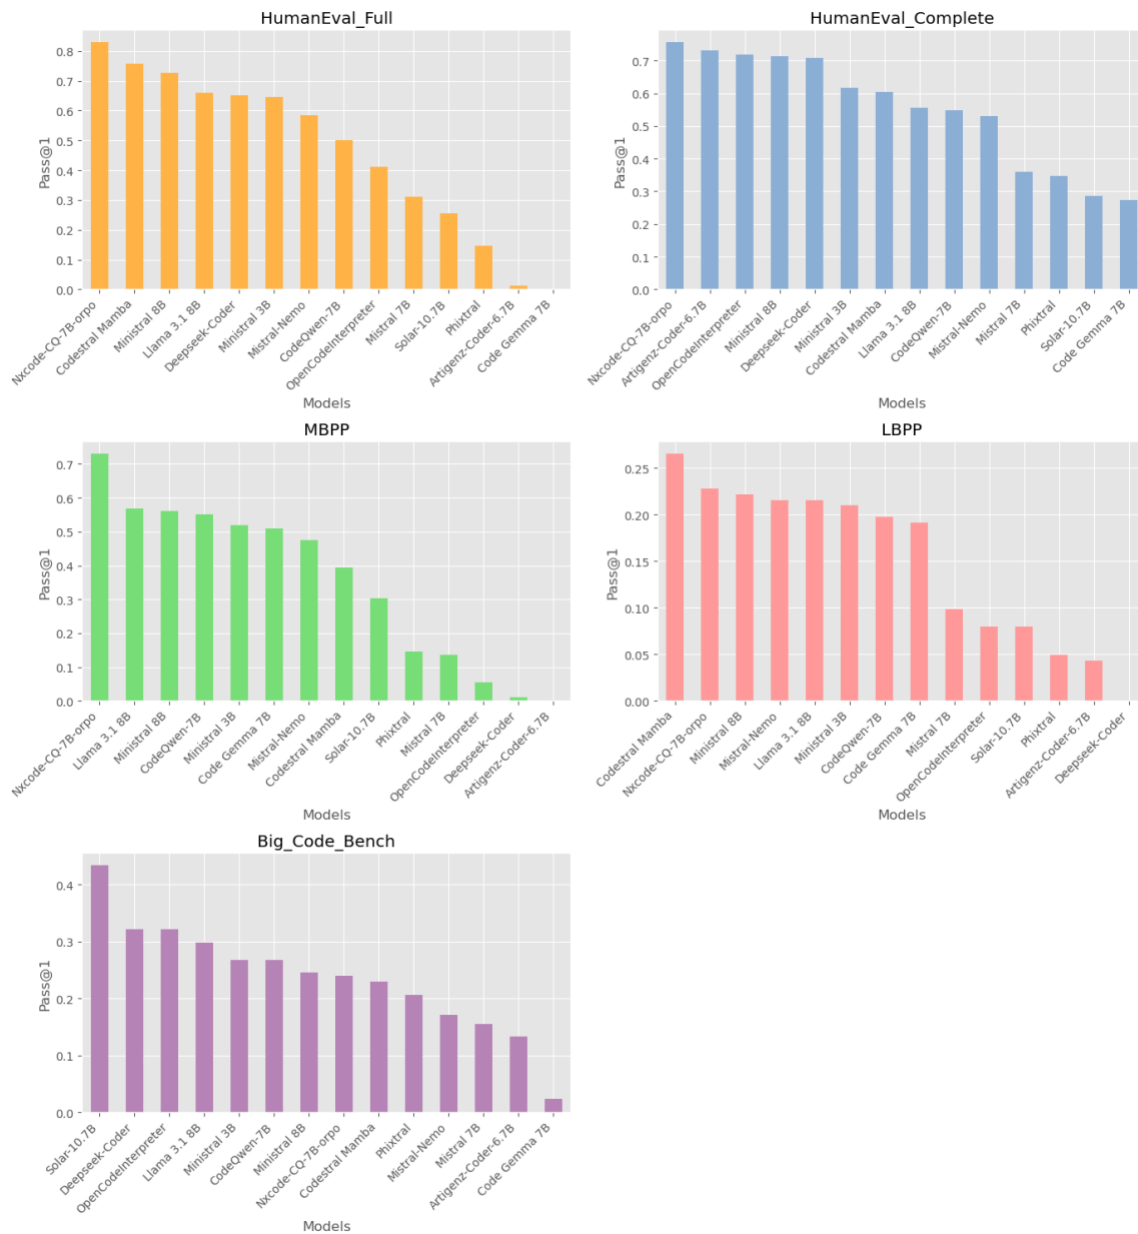 HumanEval_Full
Pass@1
0.8
0.7
0.6
0.5
0.4
0.3
0.2
0.1
0.0
Nxcode-CQ-7B-orpo
Codestral Mamba
Ministral 8B
Llama 3.1 8B
Deepseek-Coder
Ministral 3B
Mistral-Nemo
CodeQwen-7B
OpenCodeInterpreter
Mistral 7B
Solar-10.7B
Phixtral
Artigenz-Coder-6.7B
Code Gemma 7B
Models
HumanEval_Complete
Pass@1
0.7
0.6
0.5
0.4
0.3
0.2
0.1
0.0
Nxcode-CQ-7B-orpo
Artigenz-Coder-6.7B
OpenCodeInterpreter
Ministral 8B
Deepseek-Coder
Ministral 3B
Codestral Mamba
Llama 3.1 8B
CodeQwen-7B
Mistral-Nemo
Mistral 7B
Phixtral
Solar-10.7B
Code Gemma 7B
Models
MBPP
Pass@1
0.7
0.6
0.5
0.4
0.3
0.2
0.1
0.0
Nxcode-CQ-7B-orpo
Llama 3.1 8B
Ministral 8B
CodeQwen-7B
Ministral 3B
Code Gemma 7B
Mistral-Nemo
Codestral Mamba
Solar-10.7B
Phixtral
Mistral 7B
OpenCodeInterpreter
Deepseek-Coder
Artigenz-Coder-6.7B
Models
LBPP
Pass@1
0.25
0.20
0.15
0.10
0.05
0.00
Codestral Mamba
Nxcode-CQ-7B-orpo
Ministral 8B
Mistral-Nemo
Llama 3.1 8B
Ministral 3B
CodeQwen-7B
Code Gemma 7B
Mistral 7B
OpenCodeInterpreter
Solar-10.7B
Phixtral
Artigenz-Coder-6.7B
Deepseek-Coder
Models
Big_Code_Bench
Pass@1
0.4
0.3
0.2
0.1
0.0
Solar-10.7B
Deepseek-Coder
OpenCodeInterpreter
Llama 3.1 8B
Ministral 3B
CodeQwen-7B
Ministral 8B
Nxcode-CQ-7B-orpo
Codestral Mamba
Phixtral
Mistral-Nemo
Mistral 7B
Artigenz-Coder-6.7B
Code Gemma 7B
Models